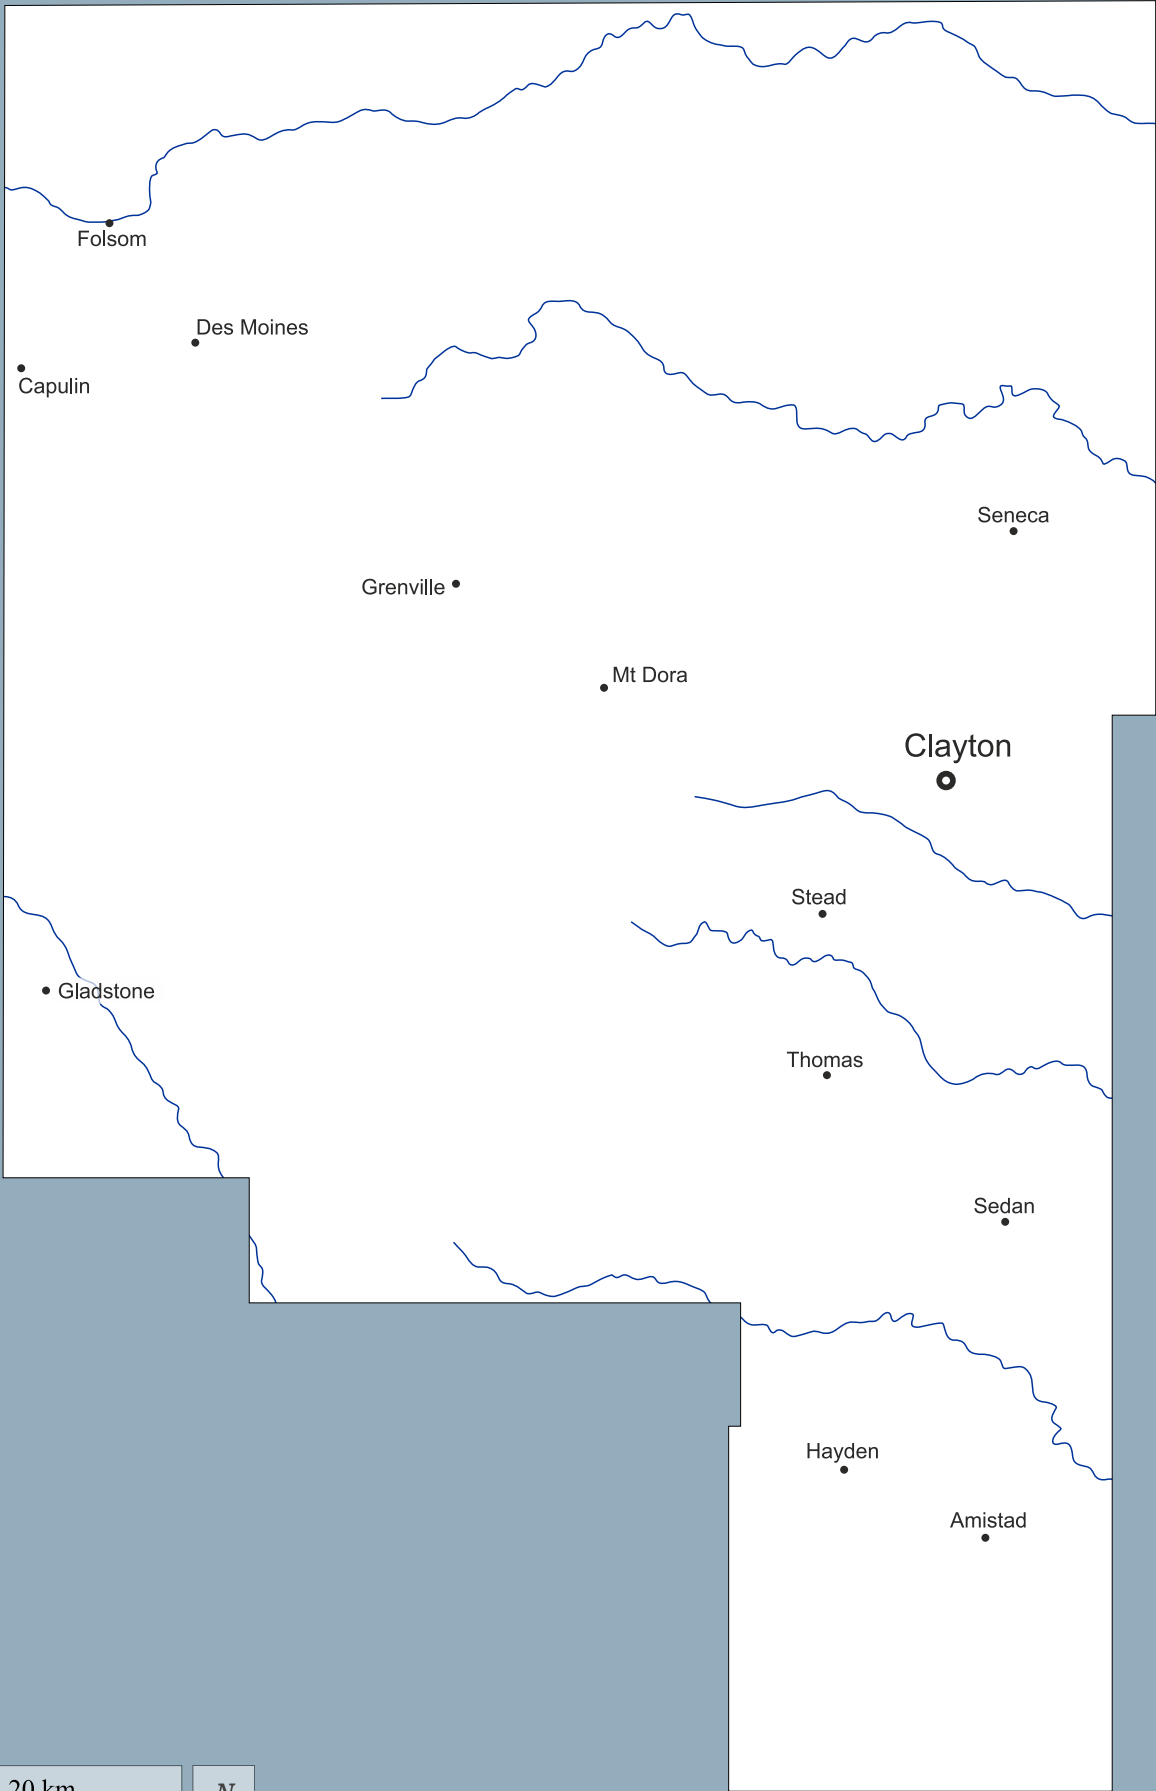 Folsom
Des Moines
Capulin
Seneca
Grenville
Mt Dora
Clayton
Stead
Gladstone
Thomas
Sedan
Hayden
Amistad
20 km
N